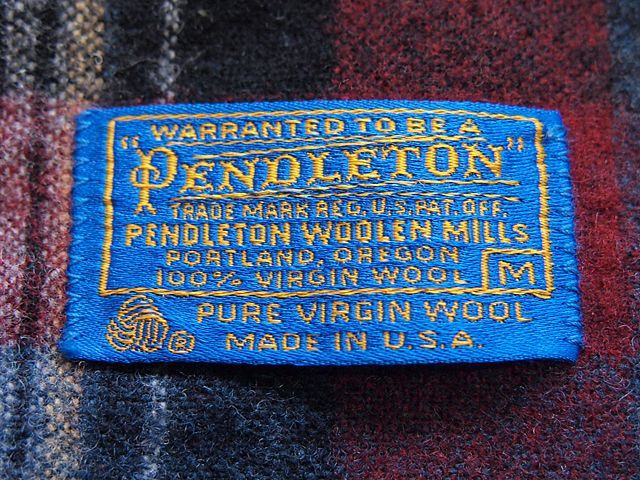 WARRANTED TO BE A
"PENDLETON"
TRADE MARK REG. U.S. PAT. OFF.
PENDLETON WOOLEN MILLS
PORTLAND, OREGON
100% VIRGIN WOOL M
PURE VIRGIN WOOL
® MADE IN U.S.A.